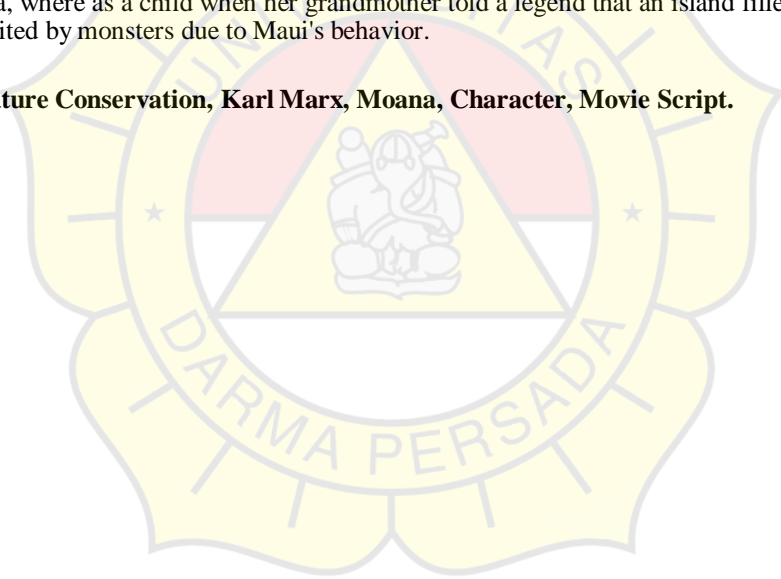 , where as a child when her grandmother told a legend that an island fille
ited by monsters due to Maui's behavior.
ture Conservation, Karl Marx, Moana, Character, Movie Script.
UNIVERSITAS
DARMA PERSADA